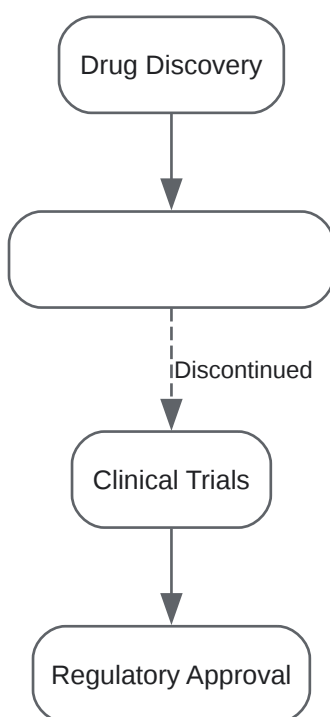 Drug Discovery
Discontinued
Clinical Trials
Regulatory Approval